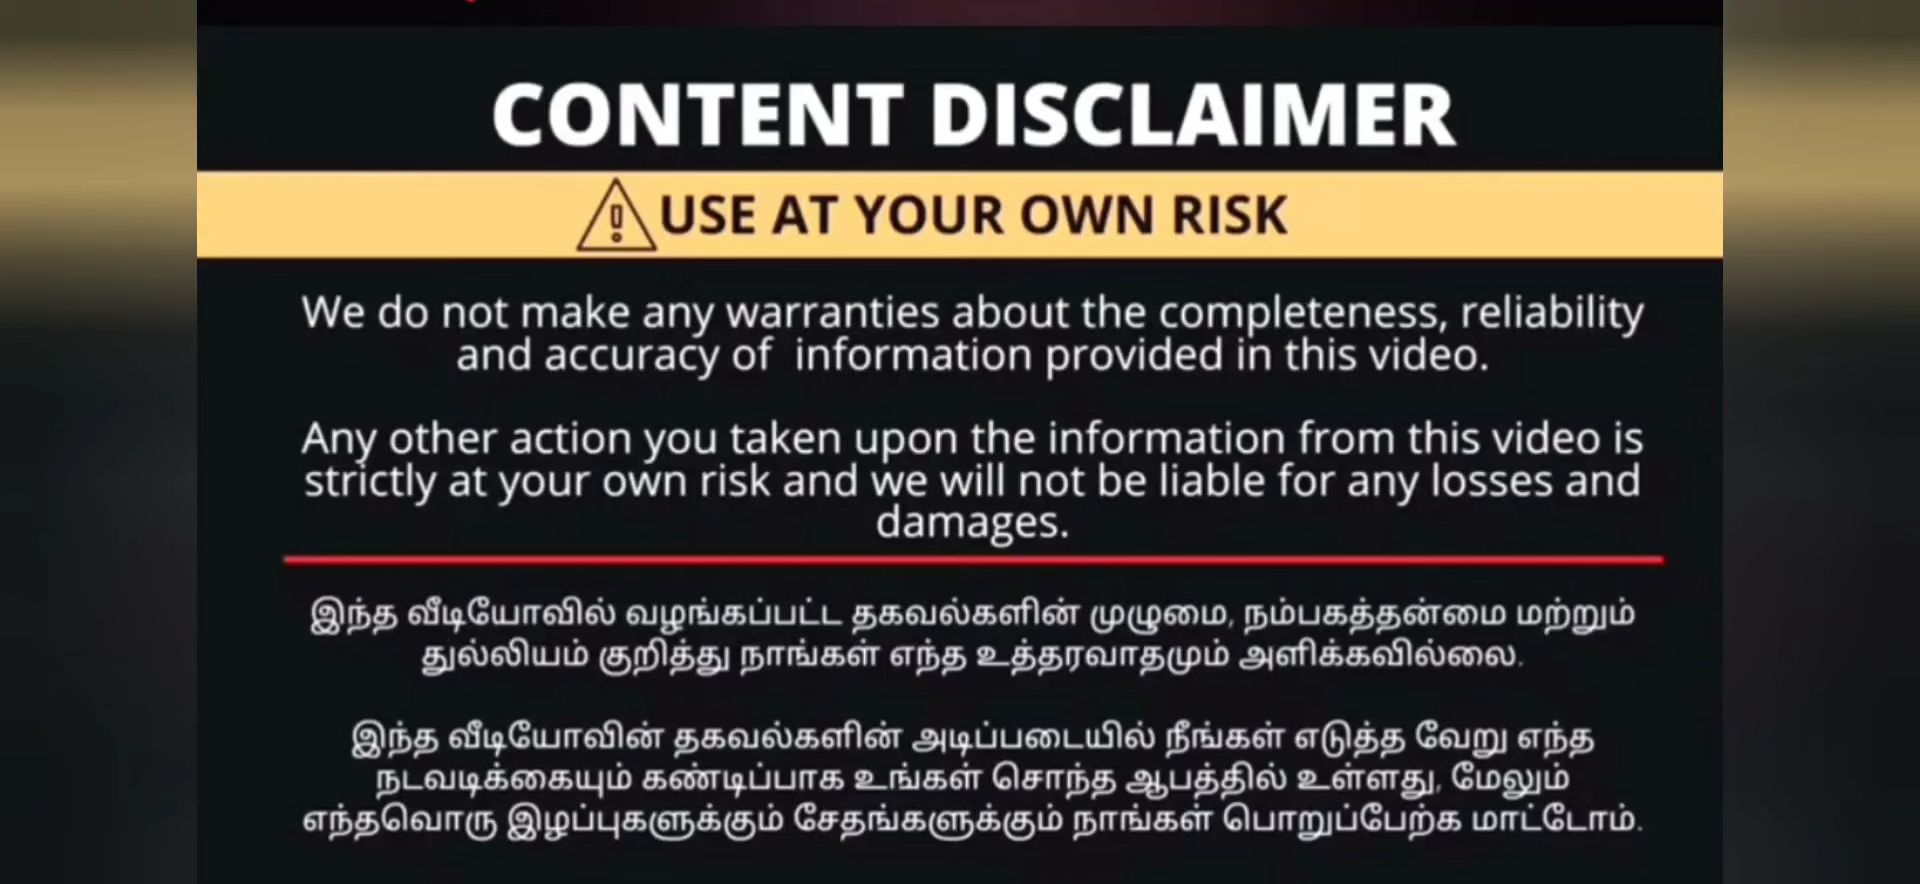 CONTENT DISCLAIMER
USE AT YOUR OWN RISK
We do not make any warranties about the completeness, reliability
and accuracy of information provided in this video.
Any other action you taken upon the information from this video is
strictly at your own risk and we will not be liable for any losses and
damages.
இந்த வீடியோவில் வழங்கப்பட்ட தகவல்களின் முழுமை, நம்பகத்தன்மை மற்றும்
துல்லியம் குறித்து நாங்கள் எந்த உத்தரவாதமும் அளிக்கவில்லை.
இந்த வீடியோவின் தகவல்களின் அடிப்படையில் நீங்கள் எடுத்த வேறு எந்த
நடவடிக்கையும் கண்டிப்பாக உங்கள் சொந்த ஆபத்தில் உள்ளது, மேலும்
எந்தவொரு இழப்புகளுக்கும் சேதங்களுக்கும் நாங்கள் பொறுப்பேற்க மாட்டோம்.